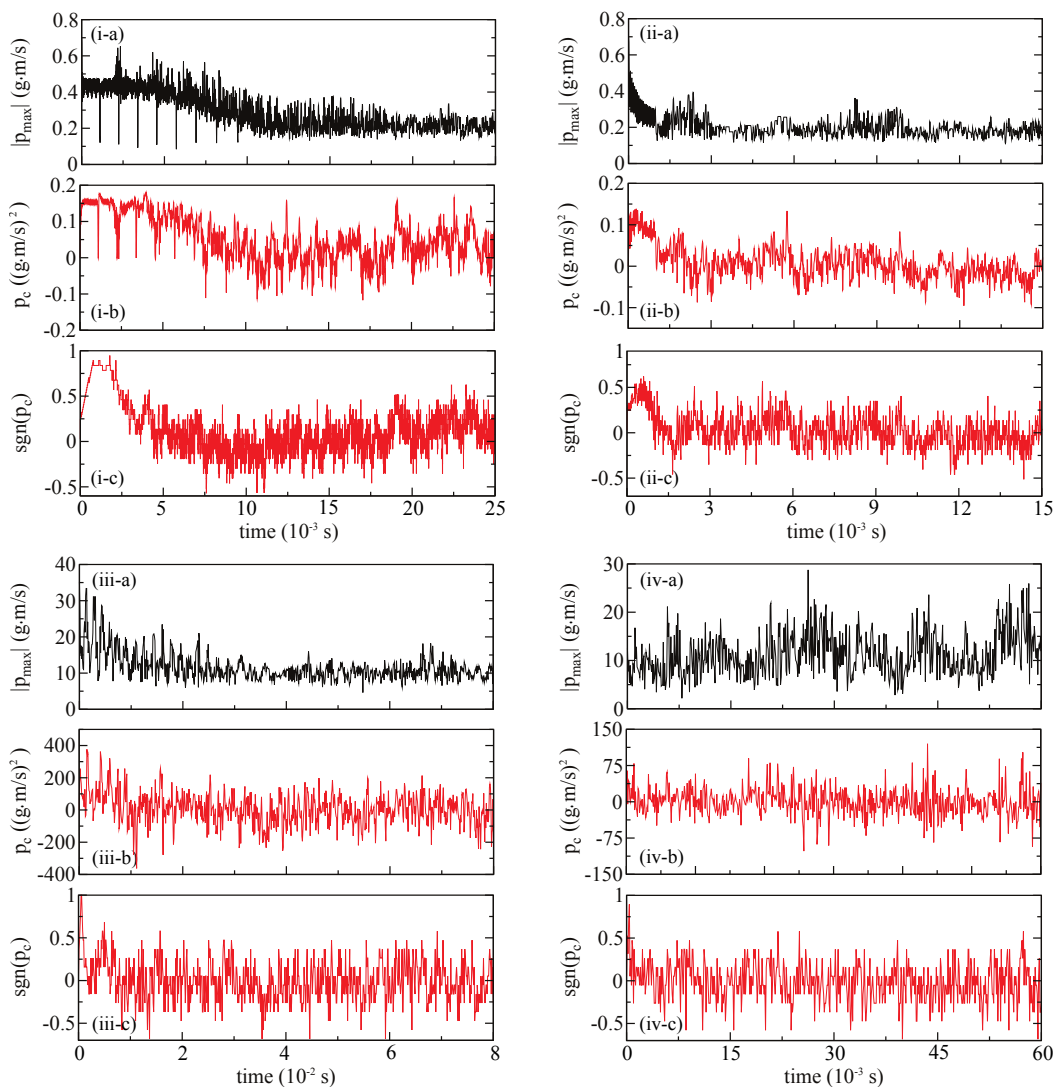 (i-a)
|p_max| (g·m/s)
0.8
0.6
0.4
0.2
0
(i-b)
p_c ((g·m/s)²)
0.2
0.1
0
-0.1
-0.2
(i-c)
sgn(p_c)
1
0.5
0
-0.5
0 5 10 15 20 25
time (10⁻³ s)
(ii-a)
|p_max| (g·m/s)
0.8
0.6
0.4
0.2
0
(ii-b)
p_c ((g·m/s)²)
0.2
0.1
0
-0.1
(ii-c)
sgn(p_c)
1
0.5
0
-0.5
0 3 6 9 12 15
time (10⁻³ s)
(iii-a)
|p_max| (g·m/s)
40
30
20
10
0
(iii-b)
p_c ((g·m/s)²)
400
200
0
-200
-400
(iii-c)
sgn(p_c)
1
0.5
0
-0.5
0 2 4 6 8
time (10⁻² s)
(iv-a)
|p_max| (g·m/s)
30
20
10
0
(iv-b)
p_c ((g·m/s)²)
150
75
0
-75
-150
(iv-c)
sgn(p_c)
1
0.5
0
-0.5
0 15 30 45 60
time (10⁻³ s)